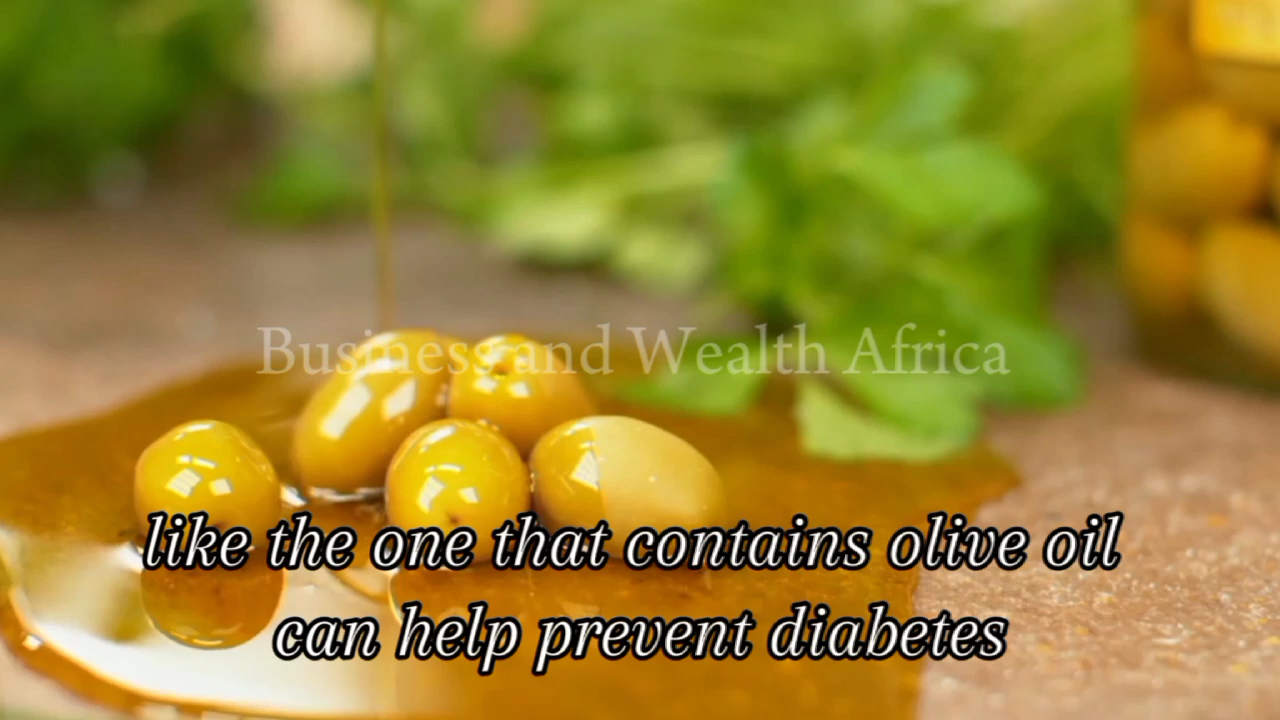 Business and Wealth Africa
like the one that contains olive oil
can help prevent diabetes